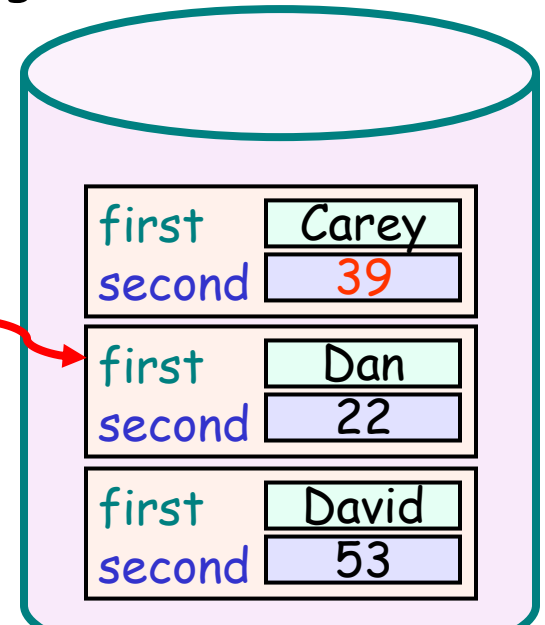 first Carey
second 39
first Dan
second 22
first David
second 53